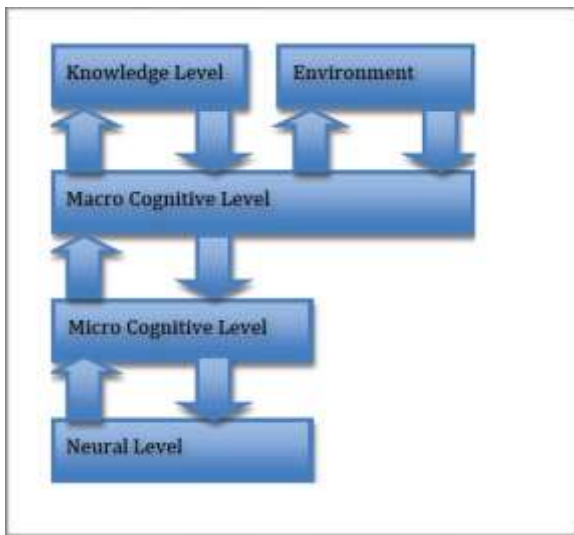 Knowledge Level
Environment
Macro Cognitive Level
Micro Cognitive Level
Neural Level